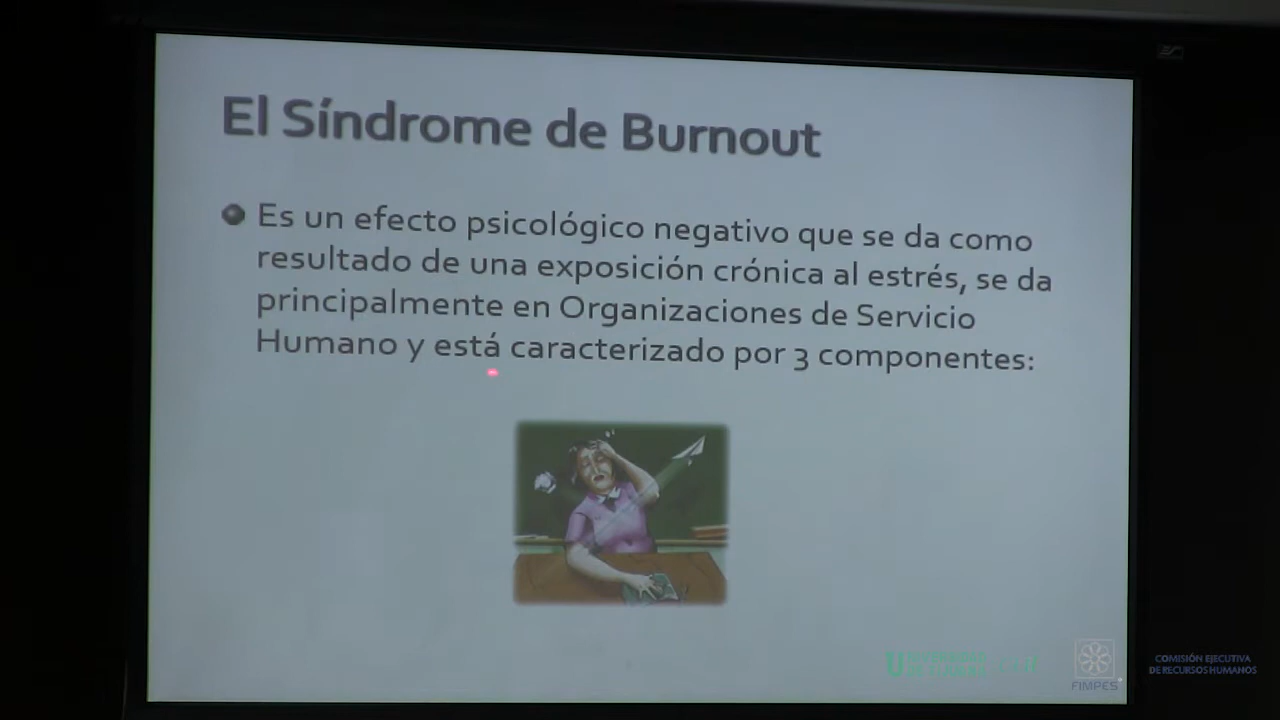 El Síndrome de Burnout
Es un efecto psicológico negativo que se da como
resultado de una exposición crónica al estrés, se da
principalmente en Organizaciones de Servicio
Humano y está caracterizado por 3 componentes:
FIMPES
COMISIÓN EJECUTIVA
DE RECURSOS HUMANOS